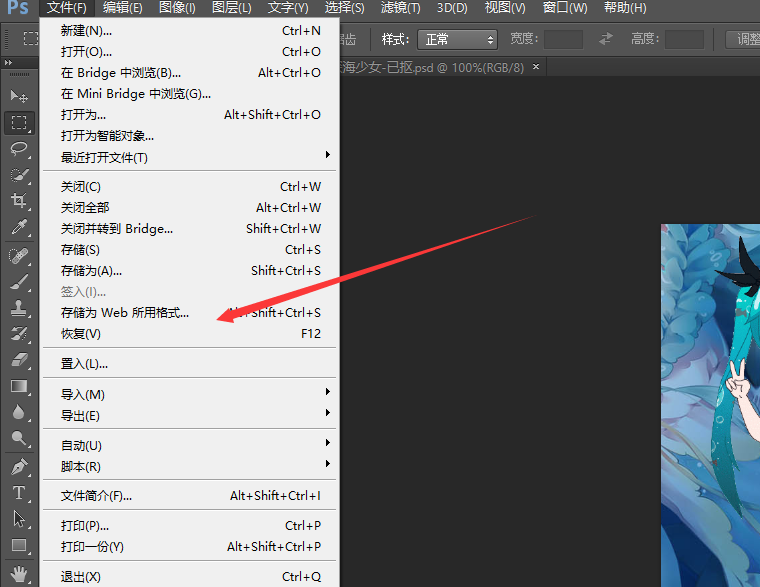 Ps 文件(F) 编辑(E) 图像(I) 图层(L) 文字(Y) 选择(S) 滤镜(T) 3D(D) 视图(V) 窗口(W) 帮助(H)
样式: 正常 宽度: 高度: 调整
海少女-已抠.psd @ 100%(RGB/8) ×
新建(N)... Ctrl+N
打开(O)... Ctrl+O
在 Bridge 中浏览(B)... Alt+Ctrl+O
在 Mini Bridge 中浏览(G)...
打开为... Alt+Shift+Ctrl+O
打开为智能对象...
最近打开文件(T)
关闭(C) Ctrl+W
关闭全部 Alt+Ctrl+W
关闭并转到 Bridge... Shift+Ctrl+W
存储(S) Ctrl+S
存储为(A)... Shift+Ctrl+S
签入(I)...
存储为 Web 所用格式... Alt+Shift+Ctrl+S
恢复(V) F12
置入(L)...
导入(M)
导出(E)
自动(U)
脚本(R)
文件简介(F)... Alt+Shift+Ctrl+I
打印(P)... Ctrl+P
打印一份(Y) Alt+Shift+Ctrl+P
退出(X) Ctrl+Q